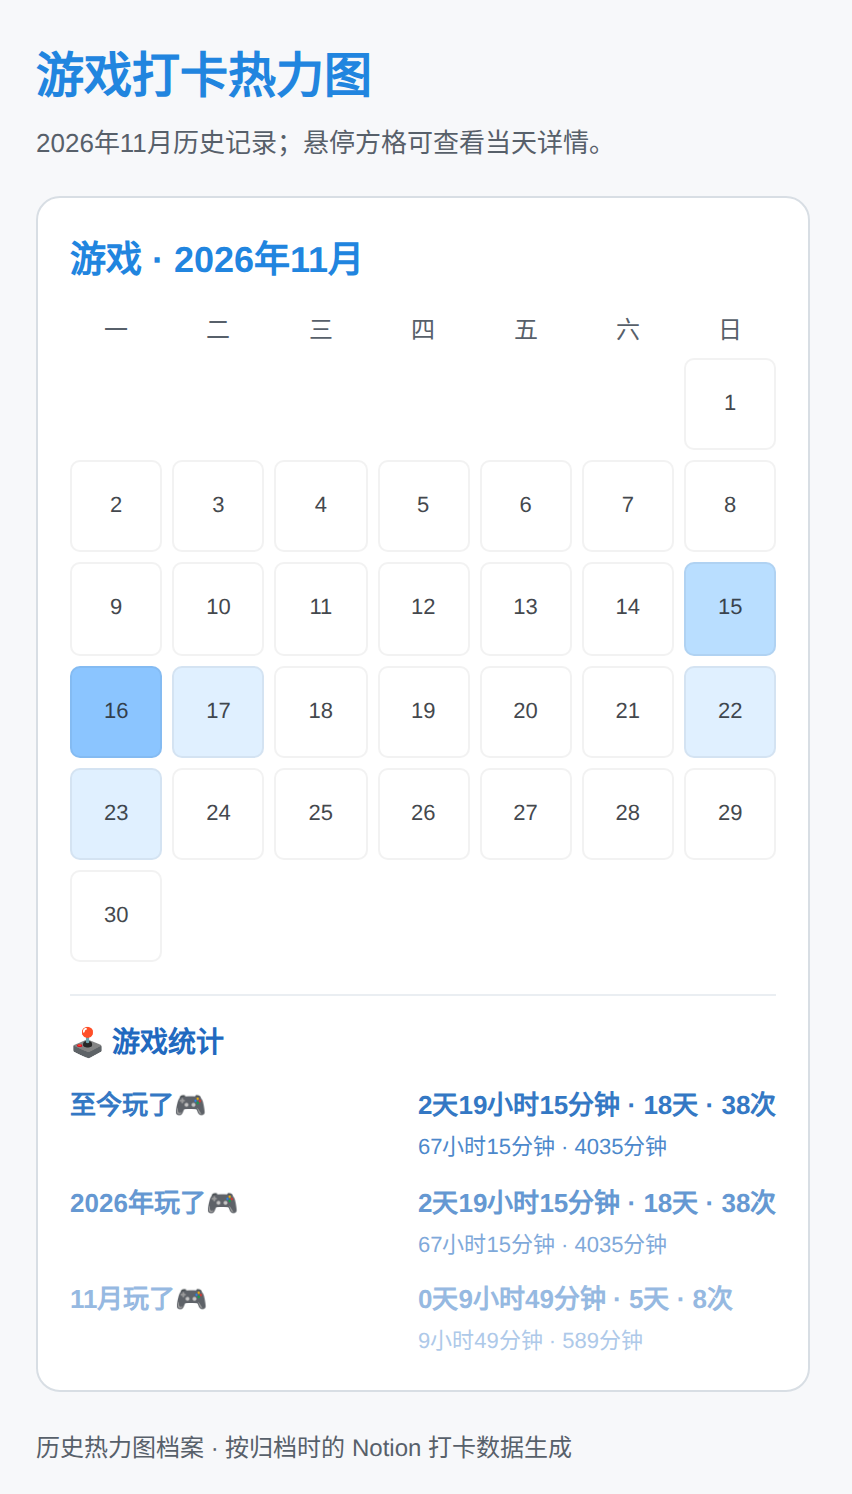 游戏打卡热力图
2026年11月历史记录；悬停方格可查看当天详情。
游戏 · 2026年11月
一 二 三 四 五 六 日
1
2 3 4 5 6 7 8
9 10 11 12 13 14 15
16 17 18 19 20 21 22
23 24 25 26 27 28 29
30
🕹️ 游戏统计
至今玩了🎮 2天19小时15分钟 · 18天 · 38次
67小时15分钟 · 4035分钟
2026年玩了🎮 2天19小时15分钟 · 18天 · 38次
67小时15分钟 · 4035分钟
11月玩了🎮 0天9小时49分钟 · 5天 · 8次
9小时49分钟 · 589分钟
历史热力图档案 · 按归档时的 Notion 打卡数据生成